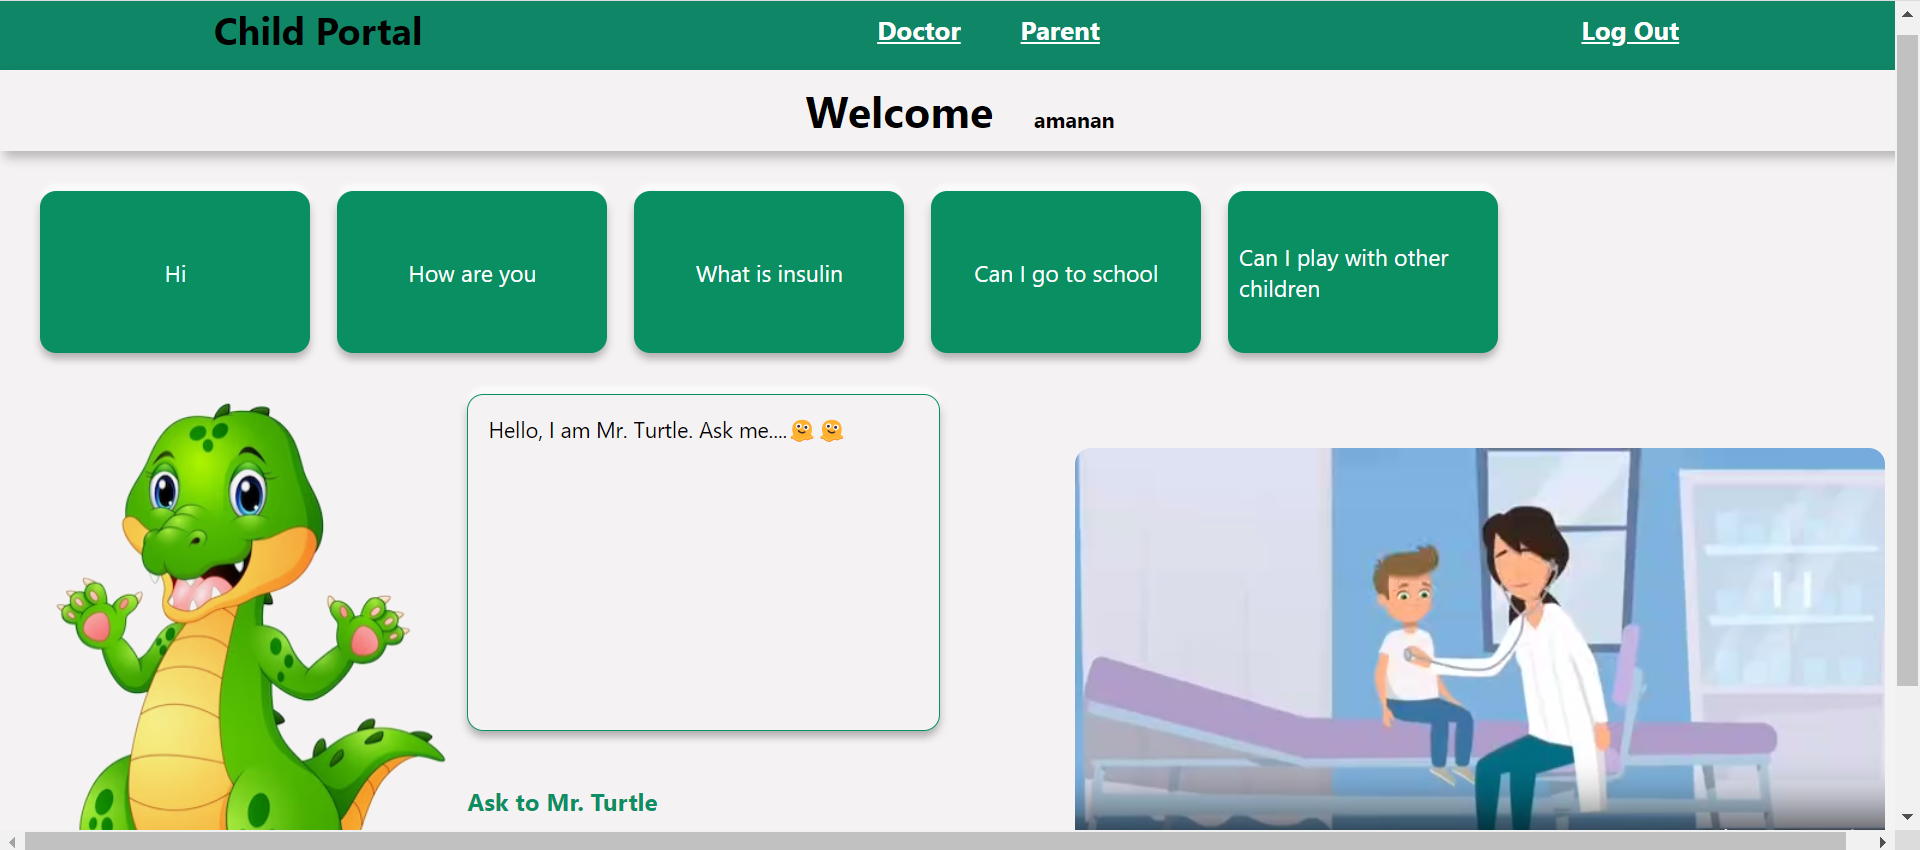 Child Portal
Doctor
Parent
Log Out
Welcome amanan
Hi
How are you
What is insulin
Can I go to school
Can I play with other
children
Hello, I am Mr. Turtle. Ask me....🫠 🫠
Ask to Mr. Turtle